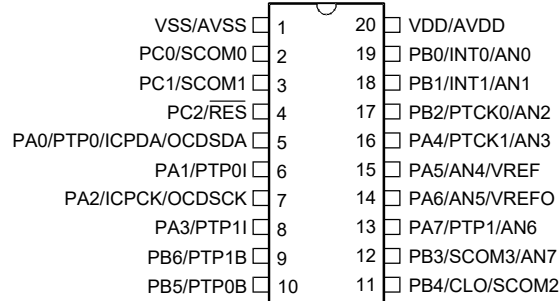 VSS/AVSS 1 20 VDD/AVDD
PC0/SCOM0 2 19 PB0/INT0/AN0
PC1/SCOM1 3 18 PB1/INT1/AN1
PC2/RES 4 17 PB2/PTCK0/AN2
PA0/PTP0/ICPDA/OCDSDA 5 16 PA4/PTCK1/AN3
PA1/PTP0I 6 15 PA5/AN4/VREF
PA2/ICPCK/OCDSCK 7 14 PA6/AN5/VREFO
PA3/PTP1I 8 13 PA7/PTP1/AN6
PB6/PTP1B 9 12 PB3/SCOM3/AN7
PB5/PTP0B 10 11 PB4/CLO/SCOM2